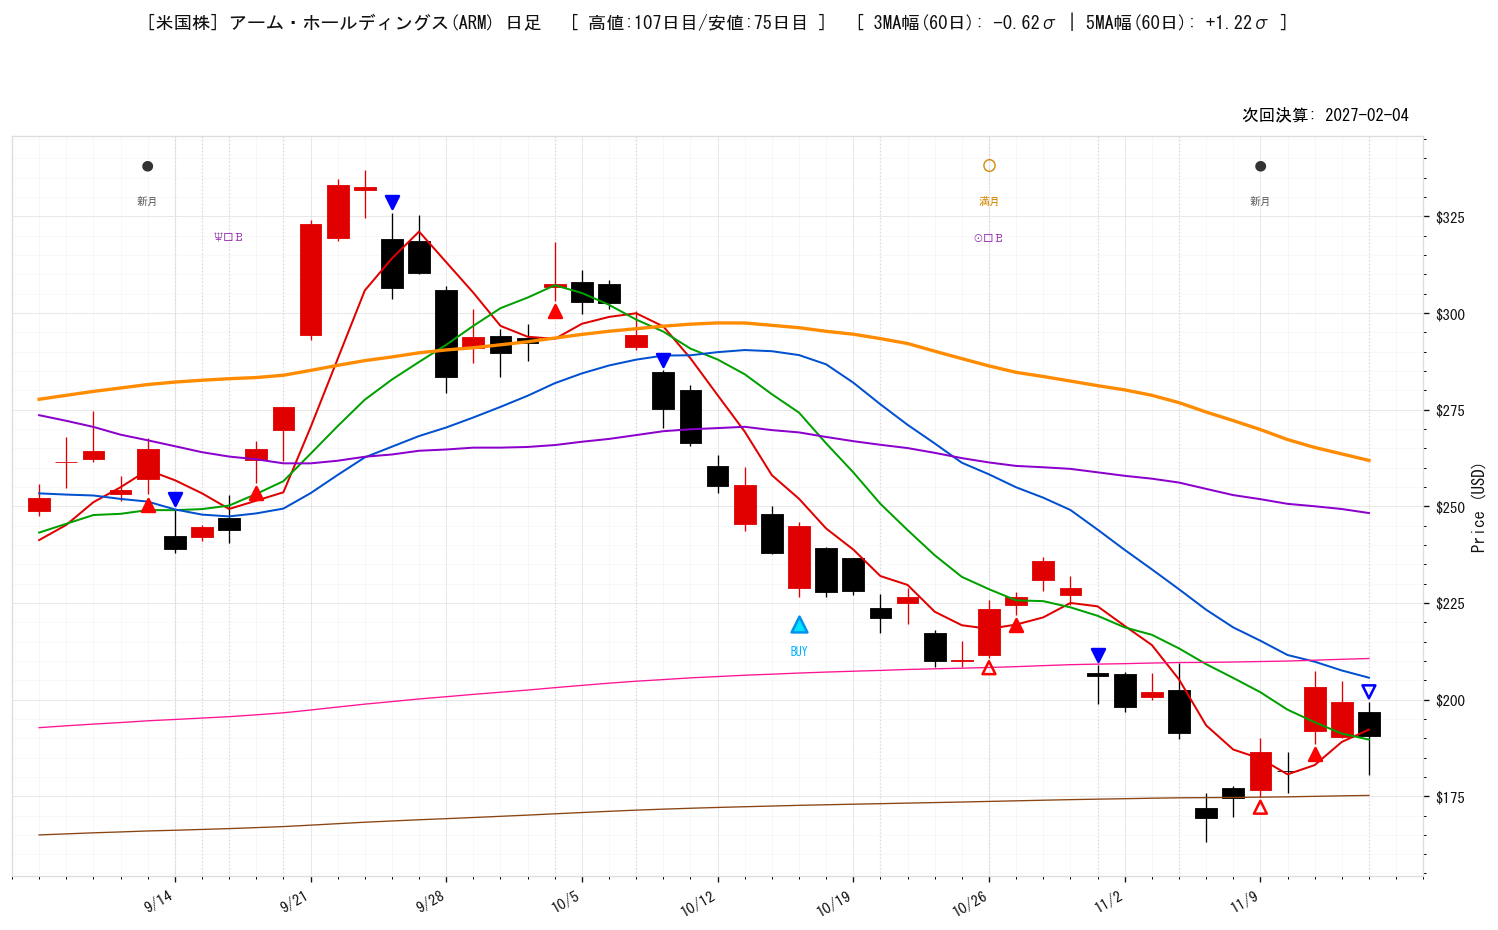 [米国株] アーム・ホールディングス(ARM) 日足　[ 高値:107日目/安値:75日目 ]　[ 3MA幅(60日): -0.62σ | 5MA幅(60日): +1.22σ ]
次回決算: 2027-02-04
新月
満月
新月
Ψ□B
☉□B
BUY
$325
$300
$275
$250
$225
$200
$175
Price (USD)
9/14
9/21
9/28
10/5
10/12
10/19
10/26
11/2
11/9